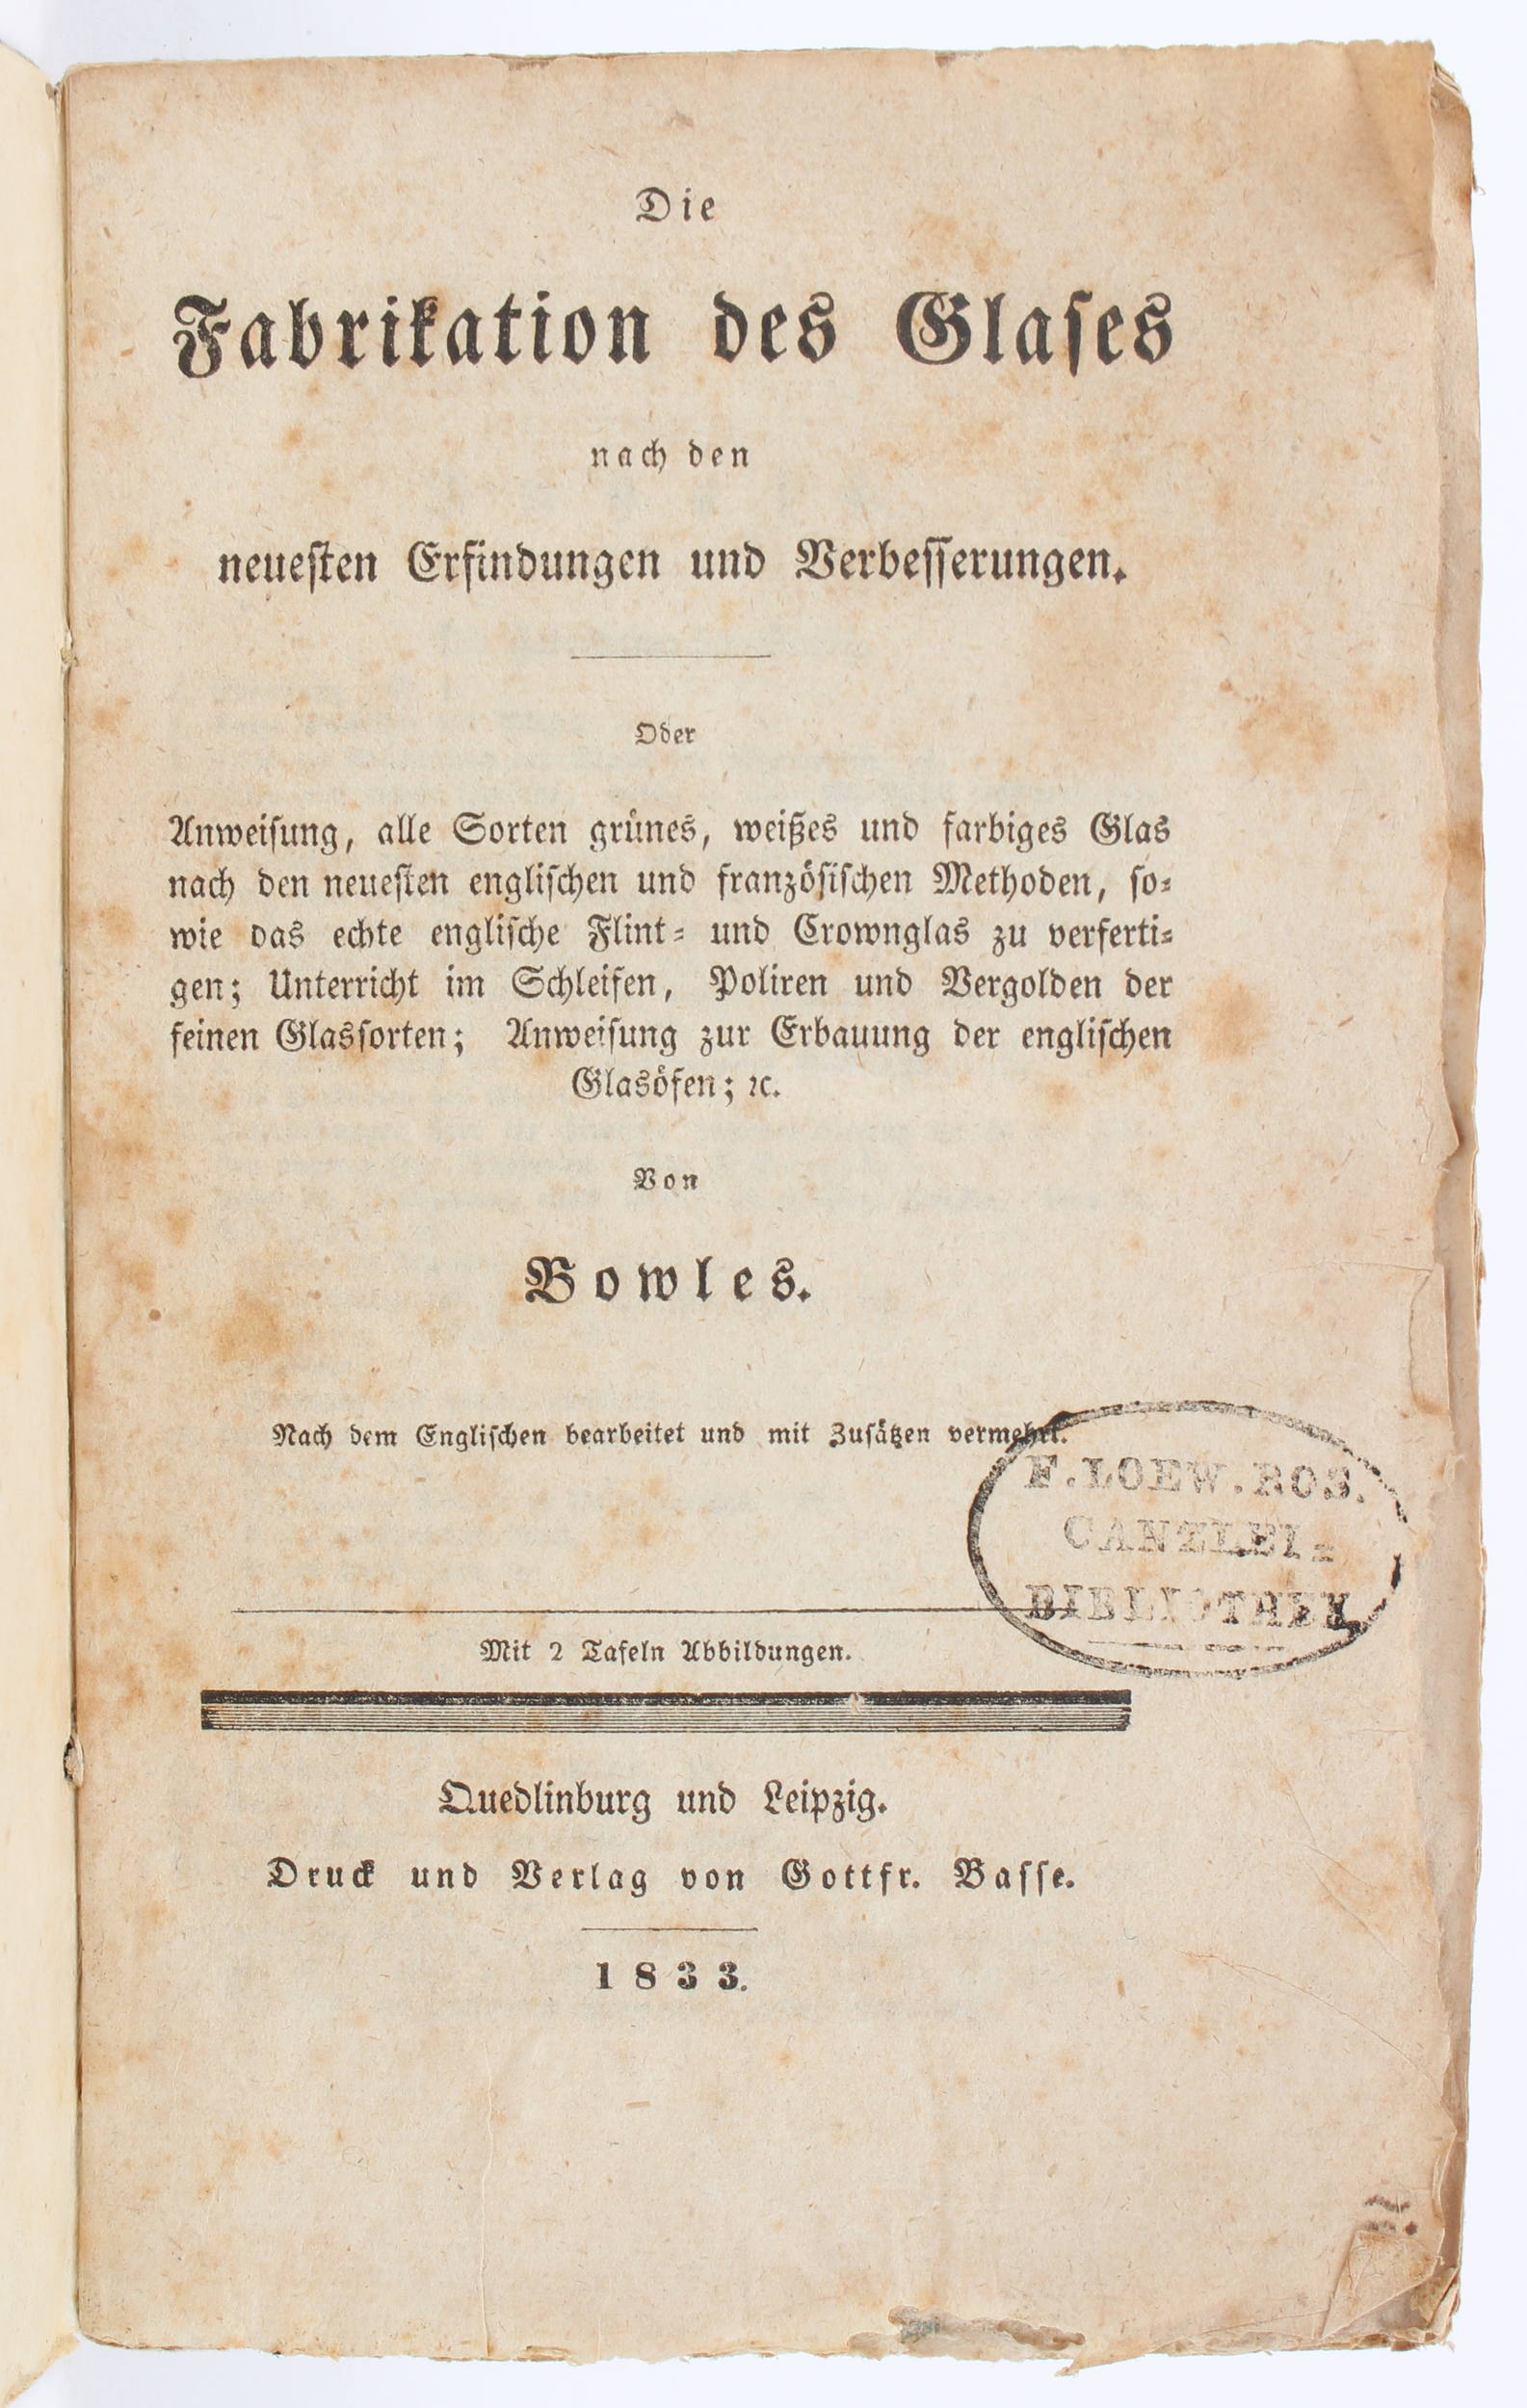 Die
Fabrikation des Glaſes
nach den
neueſten Erfindungen und Verbeſſerungen.
Oder
Anweiſung, alle Sorten grünes, weißes und farbiges Glas
nach den neueſten engliſchen und franzöſiſchen Methoden, ſo⸗
wie das echte engliſche Flint⸗ und Crownglas zu verferti⸗
gen; Unterricht im Schleifen, Poliren und Vergolden der
feinen Glasſorten; Anweiſung zur Erbauung der engliſchen
Glasöfen; ꝛc.
Von
Bowles.
Nach dem Engliſchen bearbeitet und mit Zuſätzen vermehrt.
F. LOEW. ROS.
CANZLEI=
BIBLIOTHEK
Mit 2 Tafeln Abbildungen.
Quedlinburg und Leipzig.
Druck und Verlag von Gottfr. Baſſe.
1833.